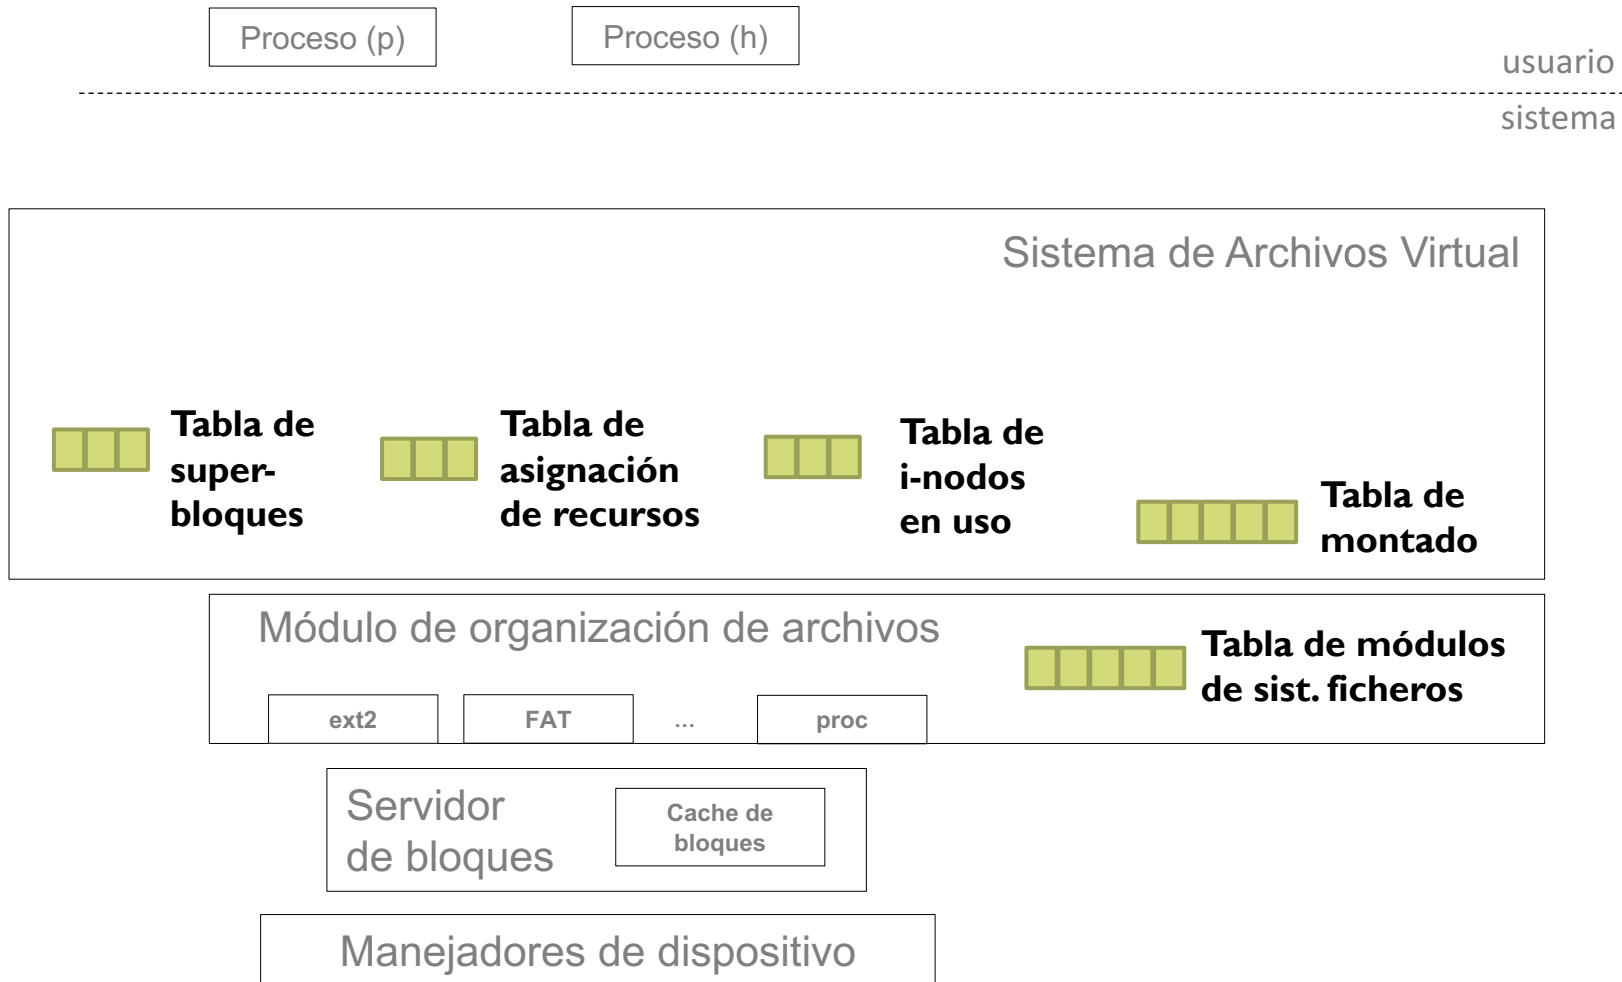 Proceso (p)
Proceso (h)
usuario
sistema
Sistema de Archivos Virtual
Tabla de
super-
bloques
Tabla de
asignación
de recursos
Tabla de
i-nodos
en uso
Tabla de
montado
Módulo de organización de archivos
Tabla de módulos
de sist. ficheros
ext2
FAT
...
proc
Servidor
de bloques
Cache de
bloques
Manejadores de dispositivo